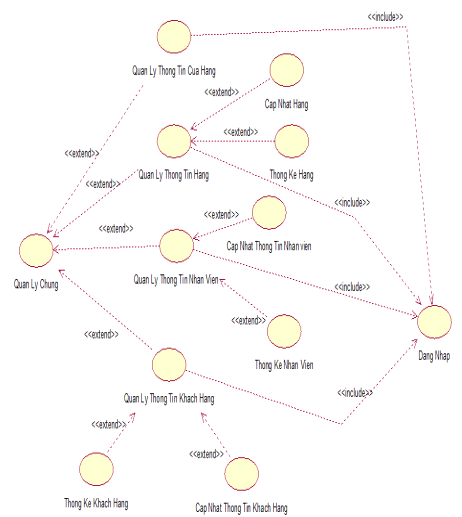 <<include>>
Quan Ly Thong Tin Cua Hang
<<extend>>
Cap Nhat Hang
<<extend>>
<<extend>>
Quan Ly Thong Tin Hang
Thong Ke Hang
<<extend>>
<<include>>
<<extend>>
<<extend>>
Cap Nhat Thong Tin Nhan vien
Quan Ly Chung
Quan Ly Thong Tin Nhan Vien
<<include>>
<<extend>>
<<extend>>
Dang Nhap
Thong Ke Nhan Vien
Quan Ly Thong Tin Khach Hang
<<include>>
<<extend>>
<<extend>>
Thong Ke Khach Hang
Cap Nhat Thong Tin Khach Hang